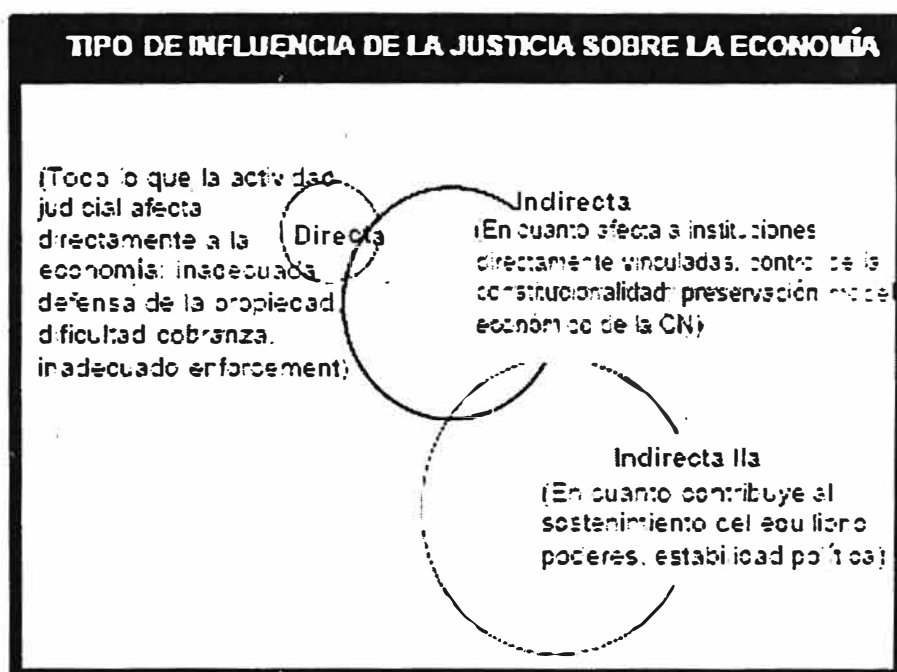 TIPO DE INFLUENCIA DE LA JUSTICIA SOBRE LA ECONOMÍA
(Todo lo que la actividad
judicial afecta
directamente a la
economía: inadecuada
defensa de la propiedad,
dificultad cobranza,
inadecuado enforcement)
Directa
Indirecta
(En cuanto afecta a instituciones
directamente vinculadas, control de la
constitucionalidad: preservación model
económico de la CN)
Indirecta IIa
(En cuanto contribuye al
sostenimiento del equilibrio
poderes, estabilidad política)